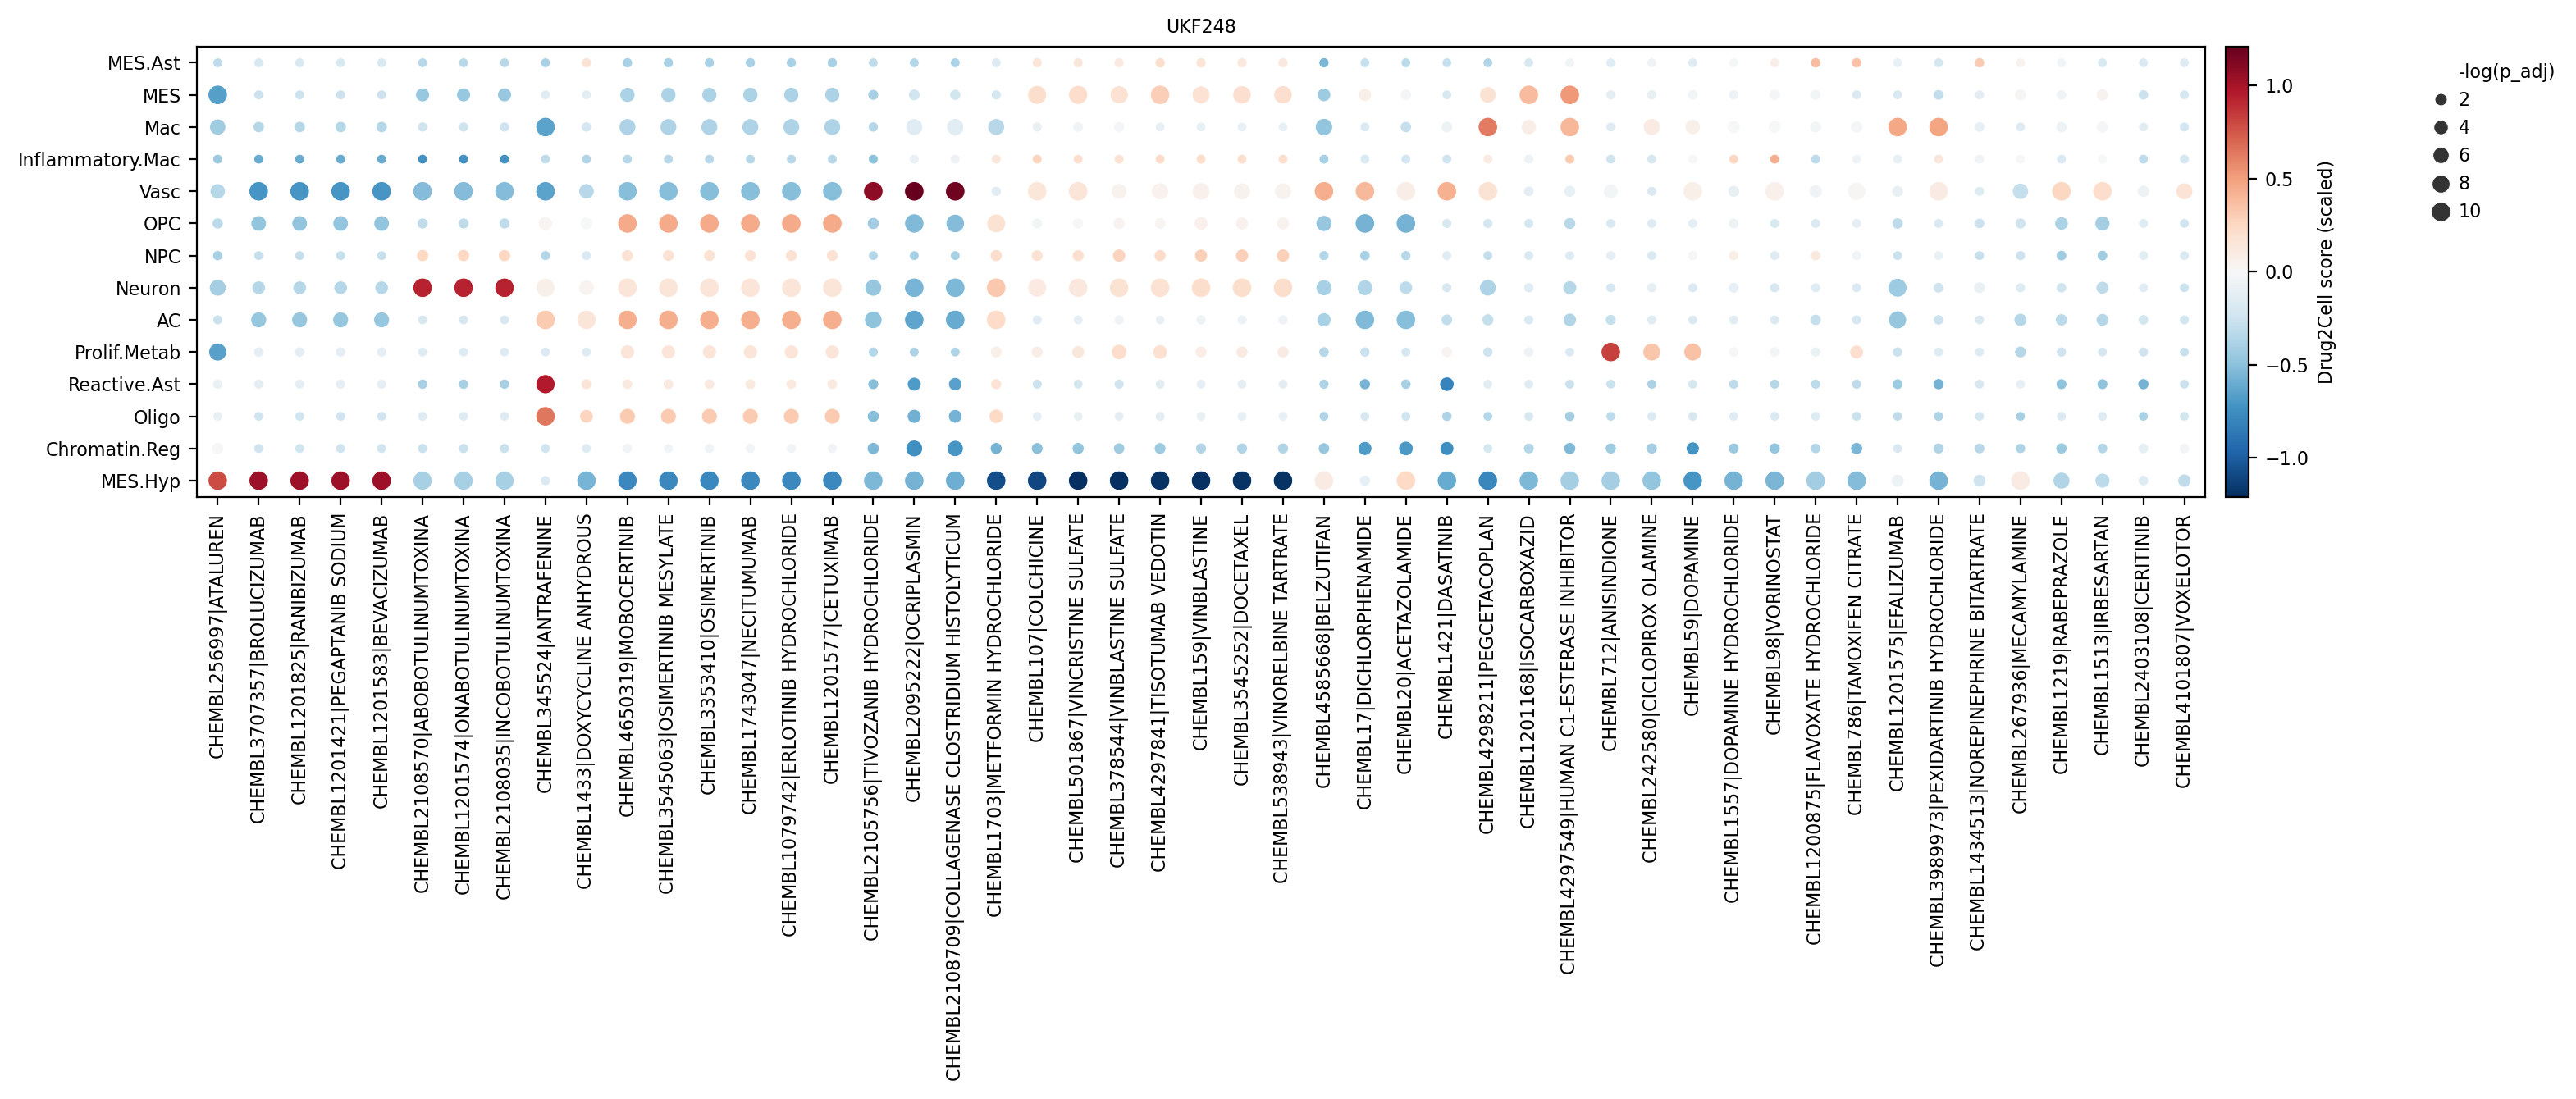 UKF248
MES.Ast
MES
Mac
Inflammatory.Mac
Vasc
OPC
NPC
Neuron
AC
Prolif.Metab
Reactive.Ast
Oligo
Chromatin.Reg
MES.Hyp
CHEMBL256997|ATALUREN
CHEMBL3707357|BROLUCIZUMAB
CHEMBL1201825|RANIBIZUMAB
CHEMBL1201421|PEGAPTANIB SODIUM
CHEMBL1201583|BEVACIZUMAB
CHEMBL2108570|ABOBOTULINUMTOXINA
CHEMBL1201574|ONABOTULINUMTOXINA
CHEMBL2108035|INCOBOTULINUMTOXINA
CHEMBL345524|ANTRAFENINE
CHEMBL1433|DOXYCYCLINE ANHYDROUS
CHEMBL4650319|MOBOCERTINIB
CHEMBL3545063|OSIMERTINIB MESYLATE
CHEMBL3353410|OSIMERTINIB
CHEMBL1743047|NECITUMUMAB
CHEMBL1079742|ERLOTINIB HYDROCHLORIDE
CHEMBL1201577|CETUXIMAB
CHEMBL2105756|TIVOZANIB HYDROCHLORIDE
CHEMBL2095222|OCRIPLASMIN
CHEMBL2108709|COLLAGENASE CLOSTRIDIUM HISTOLYTICUM
CHEMBL1703|METFORMIN HYDROCHLORIDE
CHEMBL107|COLCHICINE
CHEMBL501867|VINCRISTINE SULFATE
CHEMBL3378544|VINBLASTINE SULFATE
CHEMBL4297841|TISOTUMAB VEDOTIN
CHEMBL159|VINBLASTINE
CHEMBL3545252|DOCETAXEL
CHEMBL538943|VINORELBINE TARTRATE
CHEMBL4585668|BELZUTIFAN
CHEMBL17|DICHLORPHENAMIDE
CHEMBL20|ACETAZOLAMIDE
CHEMBL1421|DASATINIB
CHEMBL4298211|PEGCETACOPLAN
CHEMBL1201168|ISOCARBOXAZID
CHEMBL4297549|HUMAN C1-ESTERASE INHIBITOR
CHEMBL712|ANISINDIONE
CHEMBL2242580|CICLOPIROX OLAMINE
CHEMBL59|DOPAMINE
CHEMBL1557|DOPAMINE HYDROCHLORIDE
CHEMBL98|VORINOSTAT
CHEMBL1200875|FLAVOXATE HYDROCHLORIDE
CHEMBL786|TAMOXIFEN CITRATE
CHEMBL1201575|EFALIZUMAB
CHEMBL3989973|PEXIDARTINIB HYDROCHLORIDE
CHEMBL1434513|NOREPINEPHRINE BITARTRATE
CHEMBL267936|MECAMYLAMINE
CHEMBL1219|RABEPRAZOLE
CHEMBL1513|IRBESARTAN
CHEMBL2403108|CERITINIB
CHEMBL4101807|VOXELOTOR
1.0
0.5
0.0
−0.5
−1.0
Drug2Cell score (scaled)
-log(p_adj)
2
4
6
8
10